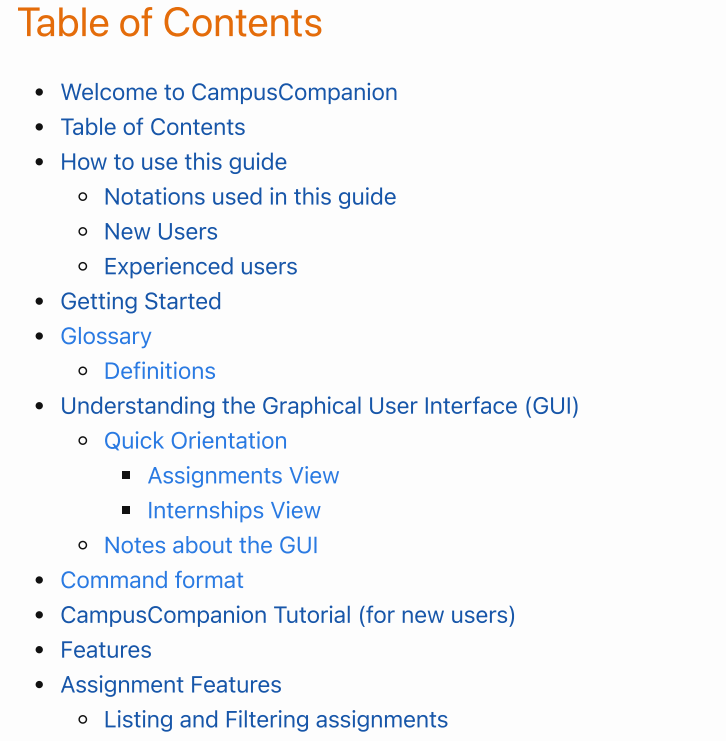 Table of Contents
Welcome to CampusCompanion
Table of Contents
How to use this guide
Notations used in this guide
New Users
Experienced users
Getting Started
Glossary
Definitions
Understanding the Graphical User Interface (GUI)
Quick Orientation
Assignments View
Internships View
Notes about the GUI
Command format
CampusCompanion Tutorial (for new users)
Features
Assignment Features
Listing and Filtering assignments